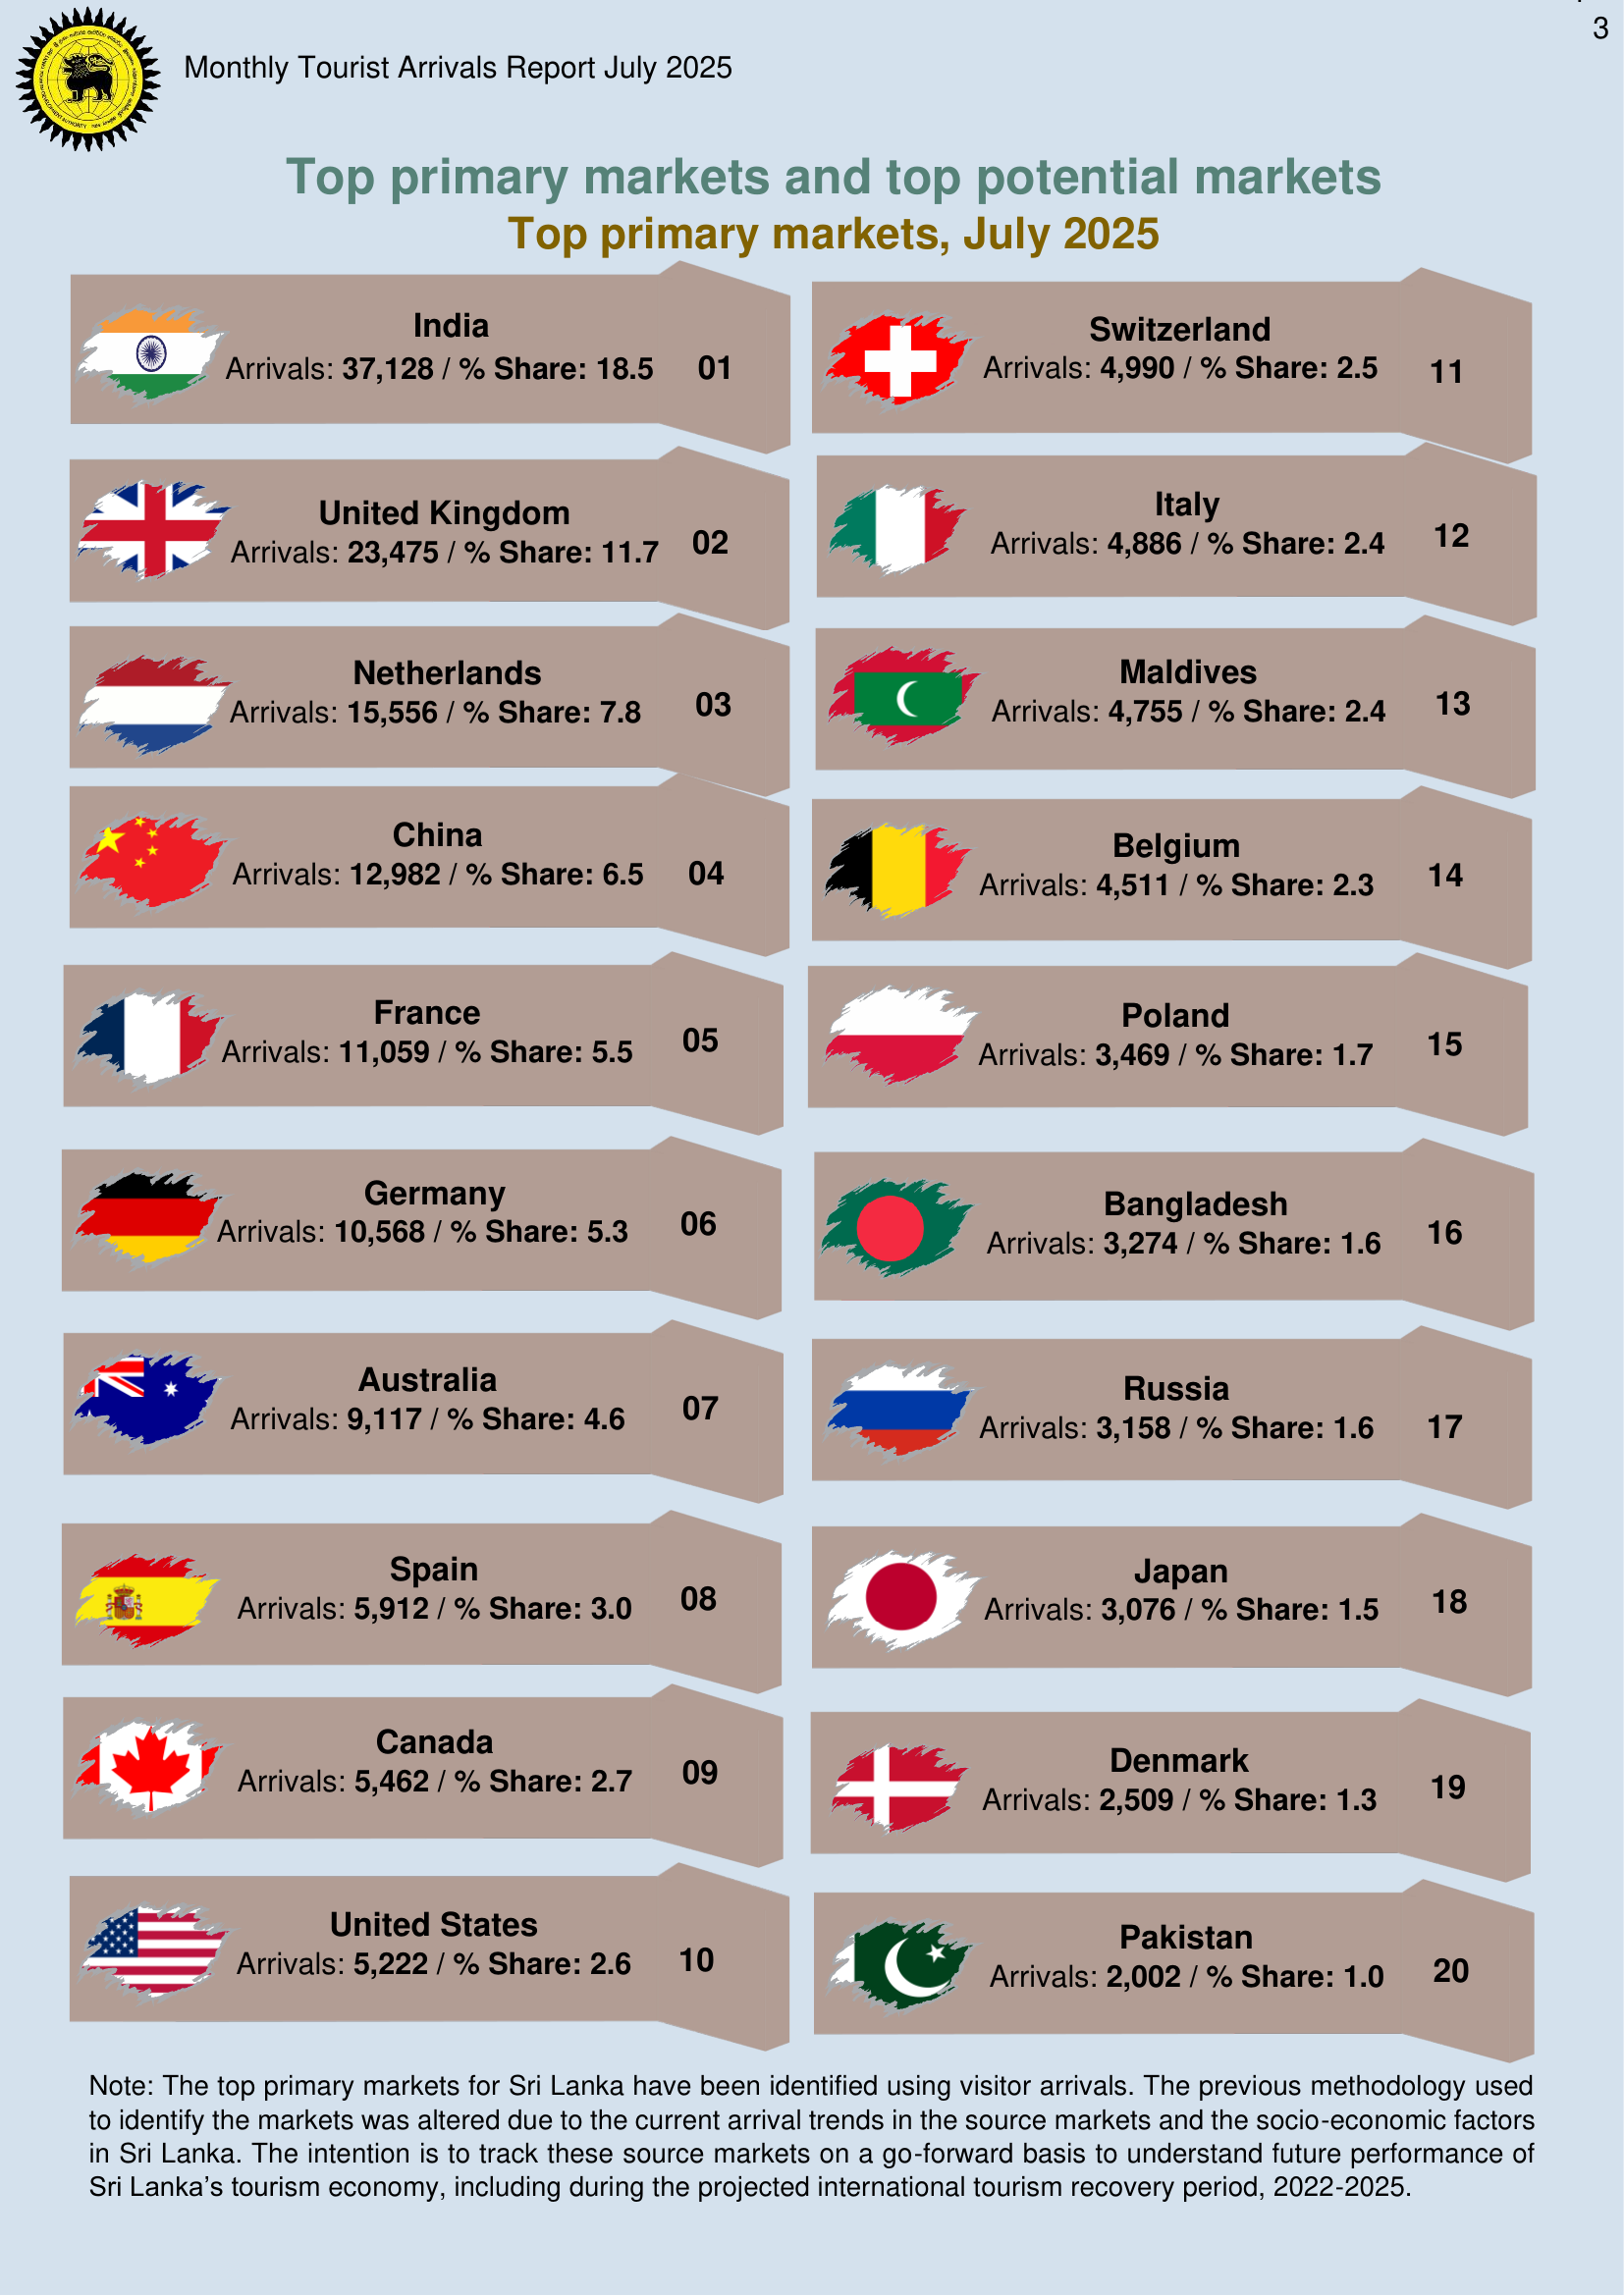 3
Monthly Tourist Arrivals Report July 2025
Top primary markets and top potential markets
Top primary markets, July 2025
India
Arrivals: 37,128 / % Share: 18.5
01
United Kingdom
Arrivals: 23,475 / % Share: 11.7
02
Netherlands
Arrivals: 15,556 / % Share: 7.8
03
China
Arrivals: 12,982 / % Share: 6.5
04
France
Arrivals: 11,059 / % Share: 5.5
05
Germany
Arrivals: 10,568 / % Share: 5.3
06
Australia
Arrivals: 9,117 / % Share: 4.6
07
Spain
Arrivals: 5,912 / % Share: 3.0
08
Canada
Arrivals: 5,462 / % Share: 2.7
09
United States
Arrivals: 5,222 / % Share: 2.6
10
Switzerland
Arrivals: 4,990 / % Share: 2.5
11
Italy
Arrivals: 4,886 / % Share: 2.4
12
Maldives
Arrivals: 4,755 / % Share: 2.4
13
Belgium
Arrivals: 4,511 / % Share: 2.3
14
Poland
Arrivals: 3,469 / % Share: 1.7
15
Bangladesh
Arrivals: 3,274 / % Share: 1.6
16
Russia
Arrivals: 3,158 / % Share: 1.6
17
Japan
Arrivals: 3,076 / % Share: 1.5
18
Denmark
Arrivals: 2,509 / % Share: 1.3
19
Pakistan
Arrivals: 2,002 / % Share: 1.0
20
Note: The top primary markets for Sri Lanka have been identified using visitor arrivals. The previous methodology used
to identify the markets was altered due to the current arrival trends in the source markets and the socio-economic factors
in Sri Lanka. The intention is to track these source markets on a go-forward basis to understand future performance of
Sri Lanka’s tourism economy, including during the projected international tourism recovery period, 2022-2025.